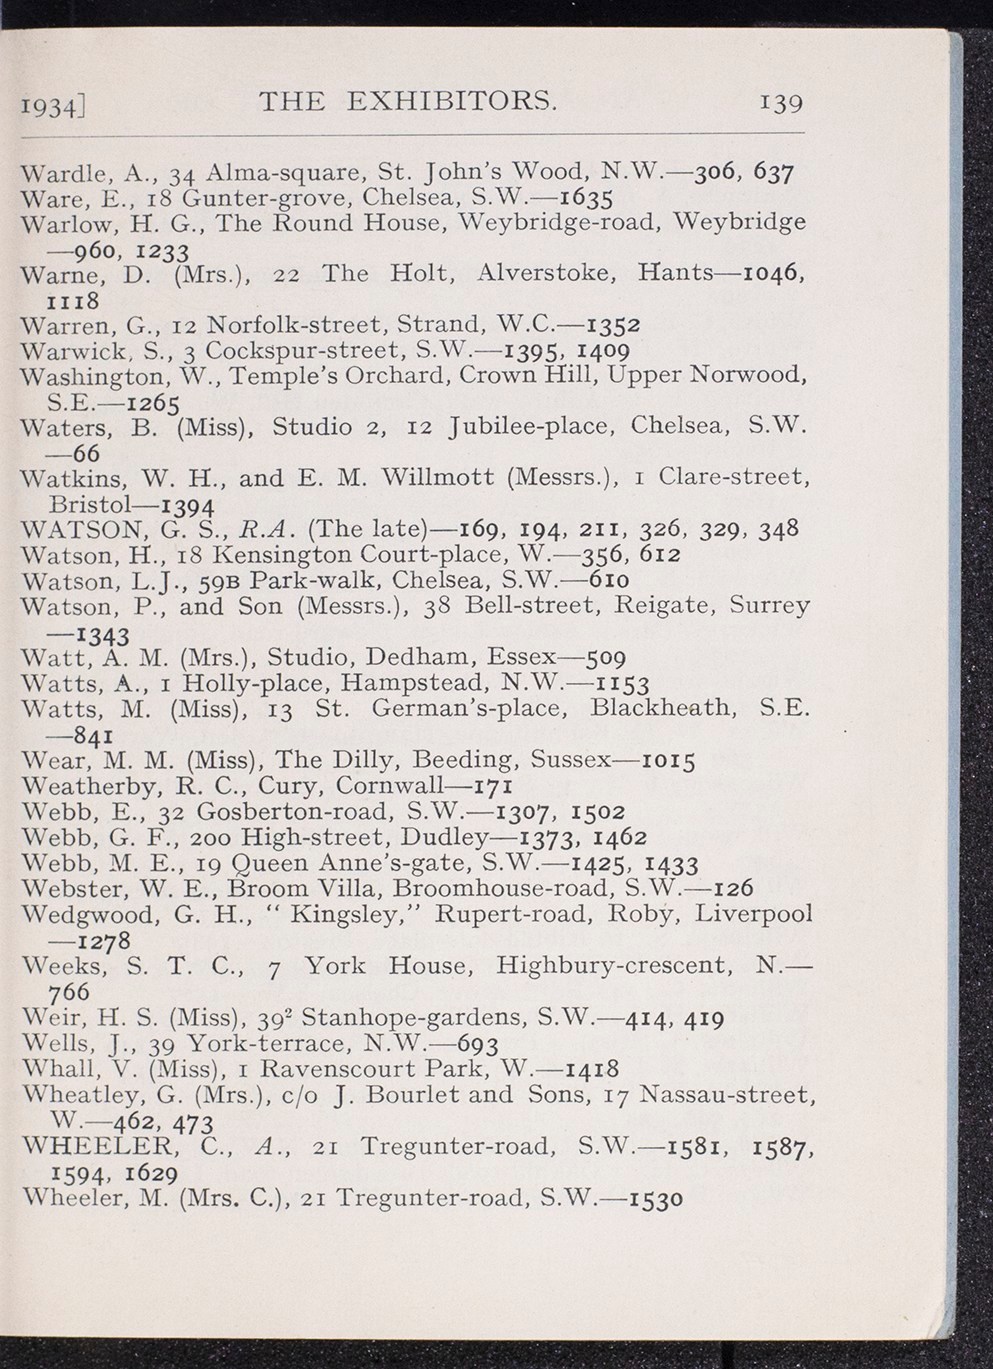 1934] THE EXHIBITORS. 139
Wardle, A., 34 Alma-square, St. John's Wood, N.W.—306, 637
Ware, E., 18 Gunter-grove, Chelsea, S.W.—1635
Warlow, H. G., The Round House, Weybridge-road, Weybridge
—960, 1233
Warne, D. (Mrs.), 22 The Holt, Alverstoke, Hants—1046,
1118
Warren, G., 12 Norfolk-street, Strand, W.C.—1352
Warwick, S., 3 Cockspur-street, S.W.—1395, 1409
Washington, W., Temple's Orchard, Crown Hill, Upper Norwood,
S.E.—1265
Waters, B. (Miss), Studio 2, 12 Jubilee-place, Chelsea, S.W.
—66
Watkins, W. H., and E. M. Willmott (Messrs.), 1 Clare-street,
Bristol—1394
WATSON, G. S., R.A. (The late)—169, 194, 211, 326, 329, 348
Watson, H., 18 Kensington Court-place, W.—356, 612
Watson, L.J., 59B Park-walk, Chelsea, S.W.—610
Watson, P., and Son (Messrs.), 38 Bell-street, Reigate, Surrey
—1343
Watt, A. M. (Mrs.), Studio, Dedham, Essex—509
Watts, A., 1 Holly-place, Hampstead, N.W.—1153
Watts, M. (Miss), 13 St. German's-place, Blackheath, S.E.
—841
Wear, M. M. (Miss), The Dilly, Beeding, Sussex—1015
Weatherby, R. C., Cury, Cornwall—171
Webb, E., 32 Gosberton-road, S.W.—1307, 1502
Webb, G. F., 200 High-street, Dudley—1373, 1462
Webb, M. E., 19 Queen Anne's-gate, S.W.—1425, 1433
Webster, W. E., Broom Villa, Broomhouse-road, S.W.—126
Wedgwood, G. H., “ Kingsley,” Rupert-road, Roby, Liverpool
—1278
Weeks, S. T. C., 7 York House, Highbury-crescent, N.—
766
Weir, H. S. (Miss), 39² Stanhope-gardens, S.W.—414, 419
Wells, J., 39 York-terrace, N.W.—693
Whall, V. (Miss), 1 Ravenscourt Park, W.—1418
Wheatley, G. (Mrs.), c/o J. Bourlet and Sons, 17 Nassau-street,
W.—462, 473
WHEELER, C., A., 21 Tregunter-road, S.W.—1581, 1587,
1594, 1629
Wheeler, M. (Mrs. C.), 21 Tregunter-road, S.W.—1530